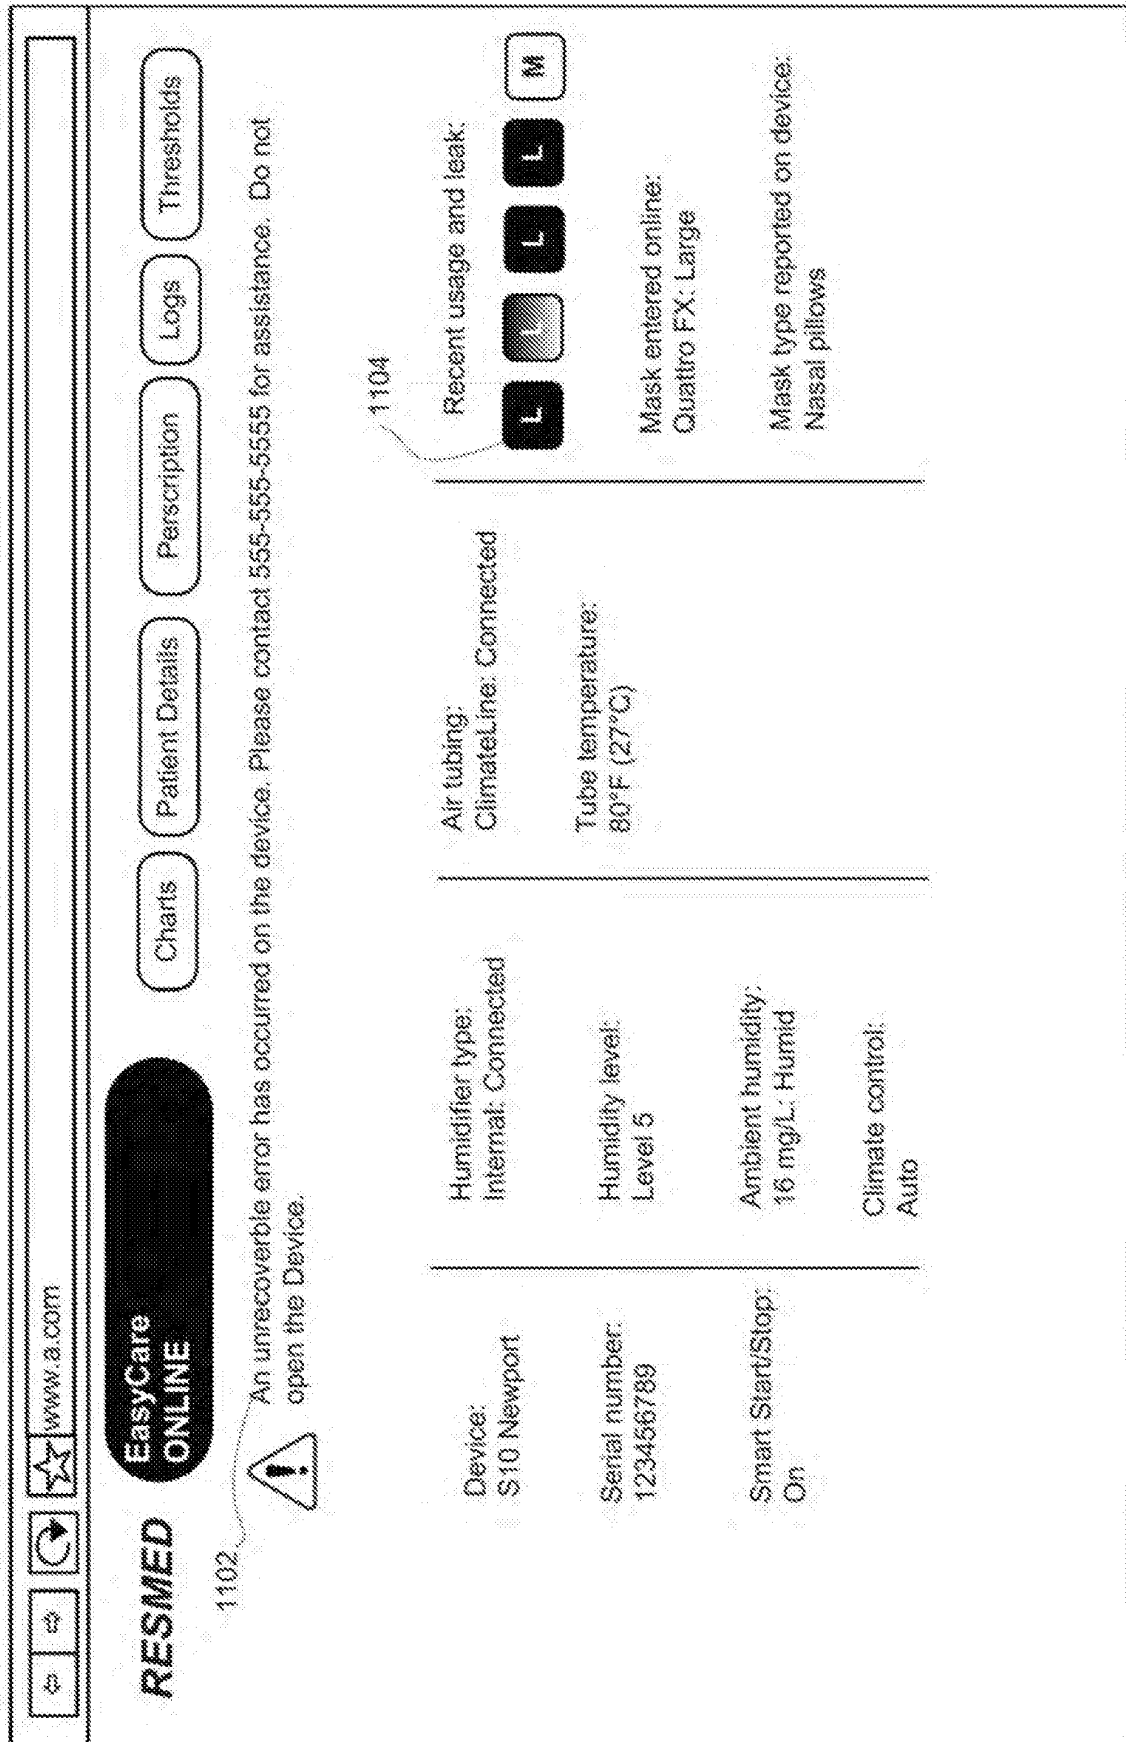 www.a.com
RESMED
EasyCare
ONLINE
Charts
Patient Details
Perscription
Logs
Thresholds
1102
An unrecoverble error has occurred on the device. Please contact 555-555-5555 for assistance. Do not
open the Device.
1104
Device:
S10 Newport
Serial number:
123456789
Smart Start/Stop:
On
Humidifier type:
Internal: Connected
Humidity level:
Level 5
Ambient humidity:
16 mg/L: Humid
Climate control:
Auto
Air tubing:
ClimateLine: Connected
Tube temperature:
80°F (27°C)
Recent usage and leak:
L L L L M
Mask entered online:
Quattro FX: Large
Mask type reported on device:
Nasal pillows